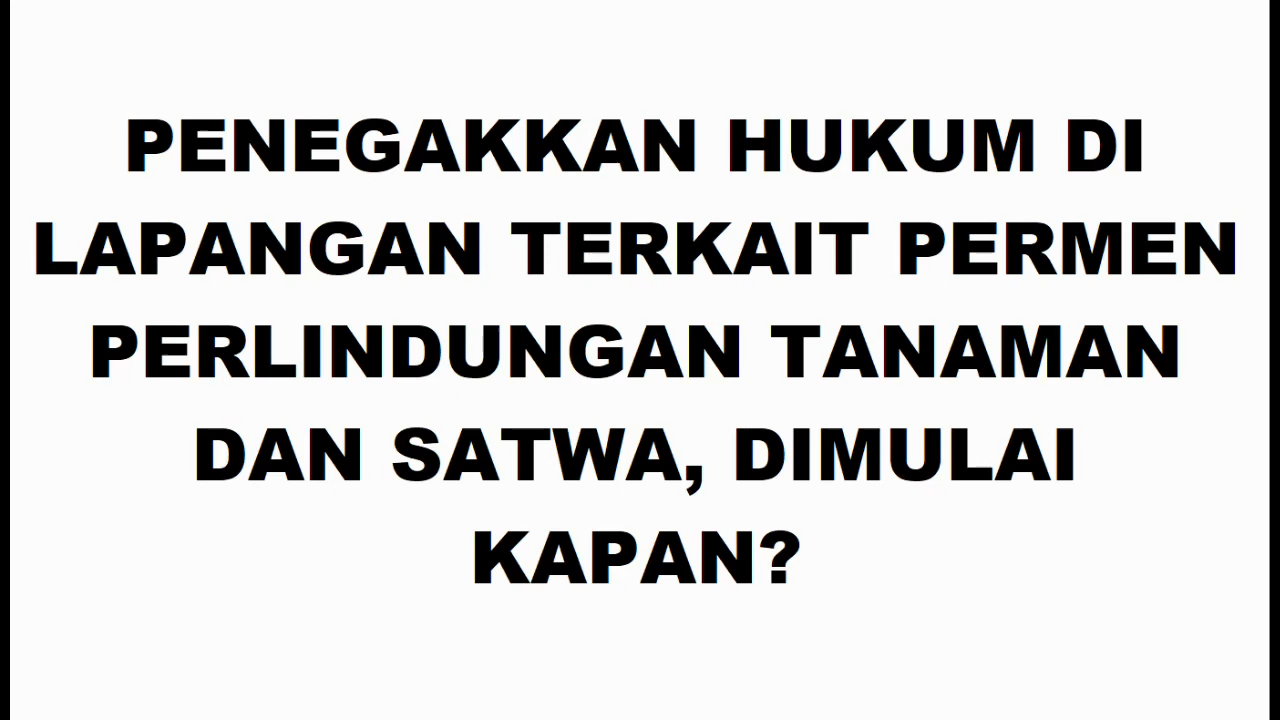 PENEGAKKAN HUKUM DI
LAPANGAN TERKAIT PERMEN
PERLINDUNGAN TANAMAN
DAN SATWA, DIMULAI
KAPAN?